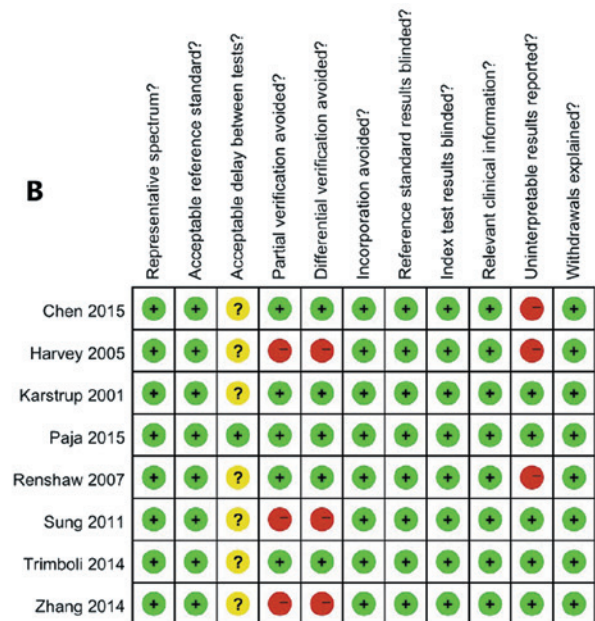 B
Representative spectrum?
Acceptable reference standard?
Acceptable delay between tests?
Partial verification avoided?
Differential verification avoided?
Incorporation avoided?
Reference standard results blinded?
Index test results blinded?
Relevant clinical information?
Uninterpretable results reported?
Withdrawals explained?
Chen 2015 + + ? + + + + + + - +
Harvey 2005 + + ? - - + + + + - +
Karstrup 2001 + + ? + + + + + + + +
Paja 2015 + + + + + + + + + + +
Renshaw 2007 + + ? + + + + + + - +
Sung 2011 + + ? - - + + + + + +
Trimboli 2014 + + ? + + + + + + + +
Zhang 2014 + + ? - - + + + + + +